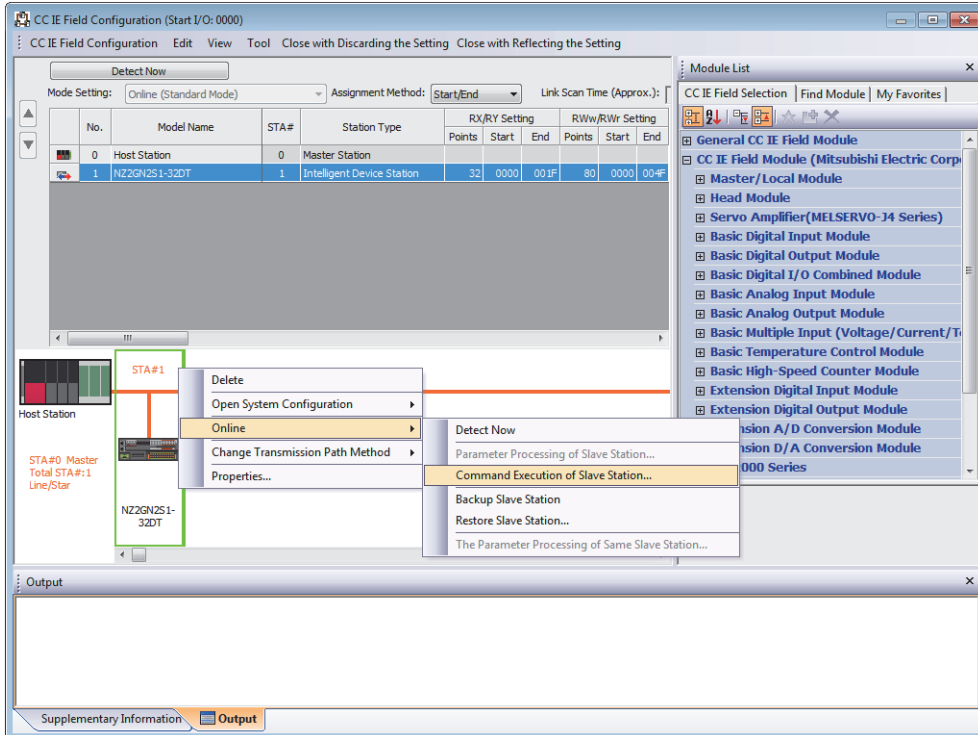 CC IE Field Configuration (Start I/O: 0000)
CC IE Field Configuration Edit View Tool Close with Discarding the Setting Close with Reflecting the Setting
Detect Now
Mode Setting: Online (Standard Mode) Assignment Method: Start/End Link Scan Time (Approx.):
No. Model Name STA# Station Type RX/RY Setting RWw/RWr Setting
Points Start End Points Start End
0 Host Station 0 Master Station
1 NZ2GN2S1-32DT 1 Intelligent Device Station 32 0000 001F 80 0000 004F
STA#1
Host Station
STA#0 Master
Total STA#:1
Line/Star
NZ2GN2S1-
32DT
Delete
Open System Configuration
Online
Change Transmission Path Method
Properties...
Detect Now
Parameter Processing of Slave Station...
Command Execution of Slave Station...
Backup Slave Station
Restore Slave Station...
The Parameter Processing of Same Slave Station...
Module List
CC IE Field Selection Find Module My Favorites
General CC IE Field Module
CC IE Field Module (Mitsubishi Electric Corp
Master/Local Module
Head Module
Servo Amplifier(MELSERVO-J4 Series)
Basic Digital Input Module
Basic Digital Output Module
Basic Digital I/O Combined Module
Basic Analog Input Module
Basic Analog Output Module
Basic Multiple Input (Voltage/Current/T
Basic Temperature Control Module
Basic High-Speed Counter Module
Extension Digital Input Module
Extension Digital Output Module
nsion A/D Conversion Module
nsion D/A Conversion Module
000 Series
Output
Supplementary Information Output